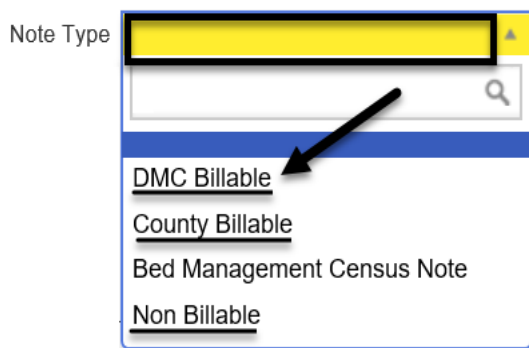 Note Type
DMC Billable
County Billable
Bed Management Census Note
Non Billable